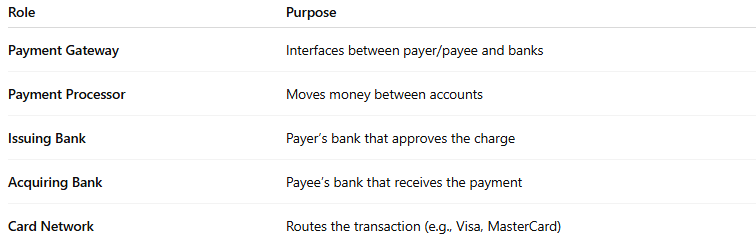 Role Purpose
Payment Gateway Interfaces between payer/payee and banks
Payment Processor Moves money between accounts
Issuing Bank Payer’s bank that approves the charge
Acquiring Bank Payee’s bank that receives the payment
Card Network Routes the transaction (e.g., Visa, MasterCard)